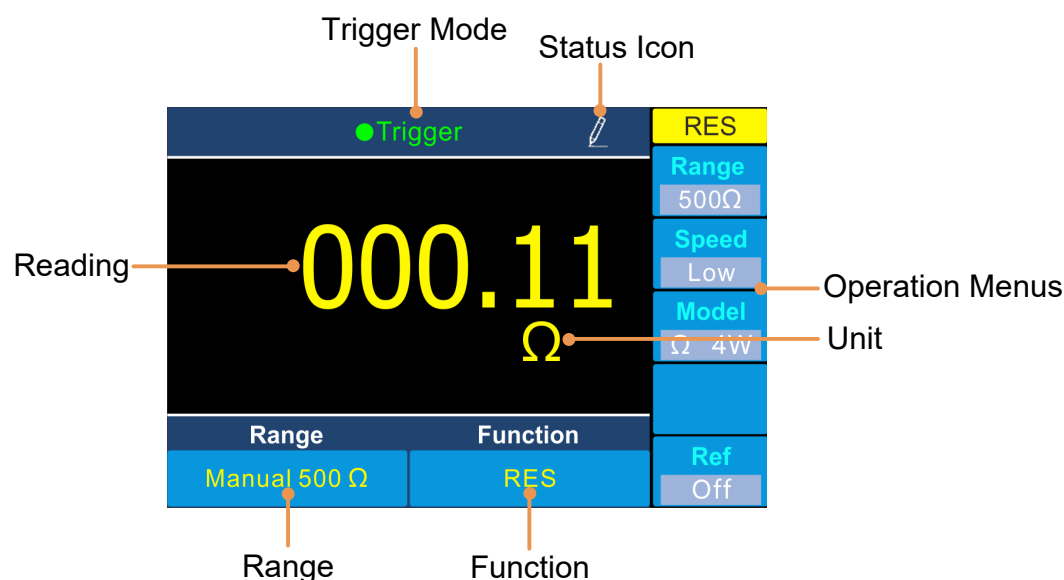 Trigger Mode
Status Icon
●Trigger
RES
Range
500Ω
Speed
Low
Model
Ω 4W
Ref
Off
000.11
Ω
Reading
Operation Menus
Unit
Range
Function
Manual 500 Ω
RES
Range
Function